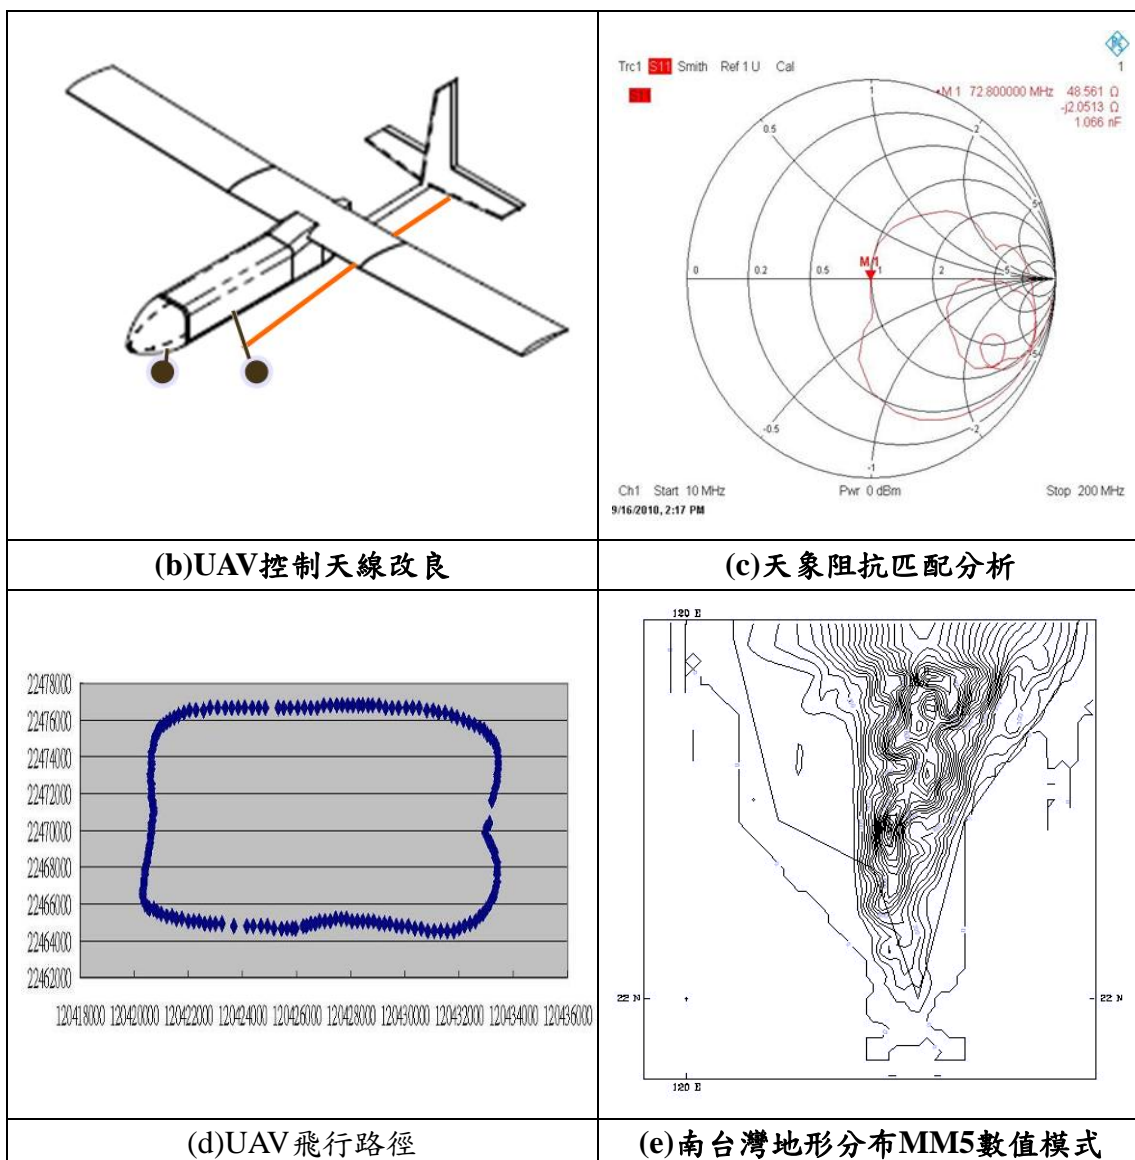 Trc1 S11 Smith Ref 1 U Cal
1
S11
•M 1 72.800000 MHz 48.561 Ω
-j2.0513 Ω
1.066 nF
1
0.5
2
5
M 1
0
0.2
0.5
1
2
5
-5
-0.5
-2
-1
Ch1 Start 10 MHz Pwr 0 dBm Stop 200 MHz
9/16/2010, 2:17 PM
(b)UAV控制天線改良
(c)天象阻抗匹配分析
22478000
22476000
22474000
22472000
22470000
22468000
22466000
22464000
22462000
120418000 120420000 120422000 120424000 120426000 120428000 120430000 120432000 120434000 120436000
120 E
22 N
22 N
120 E
(d)UAV飛行路徑
(e)南台灣地形分布MM5數值模式